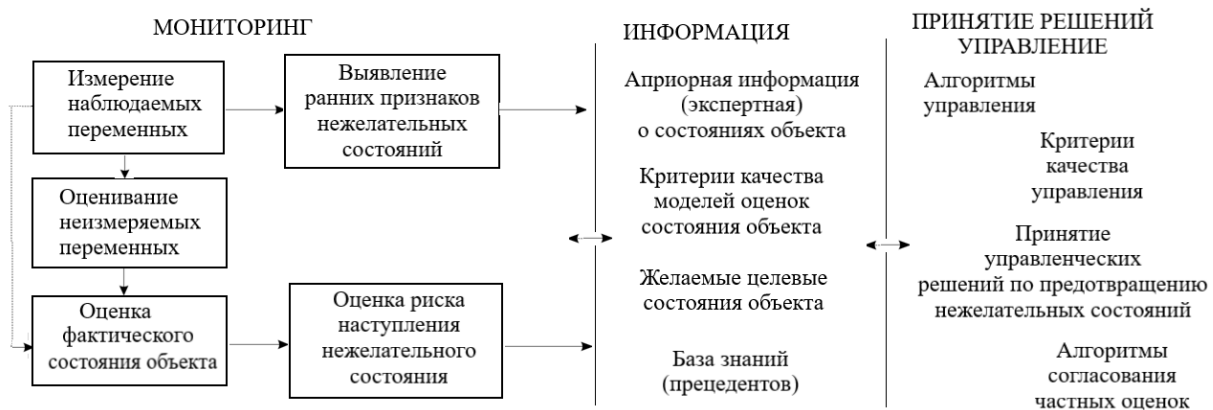 МОНИТОРИНГ
Измерение
наблюдаемых
переменных
Выявление
ранних признаков
нежелательных
состояний
Оценивание
неизмеряемых
переменных
Оценка
фактического
состояния объекта
Оценка риска
наступления
нежелательного
состояния
ИНФОРМАЦИЯ
Априорная информация
(экспертная)
о состояниях объекта
Критерии качества
моделей оценок
состояния объекта
Желаемые целевые
состояния объекта
База знаний
(прецедентов)
ПРИНЯТИЕ РЕШЕНИЙ
УПРАВЛЕНИЕ
Алгоритмы
управления
Критерии
качества
управления
Принятие
управленческих
решений по предотвращению
нежелательных состояний
Алгоритмы
согласования
частных оценок